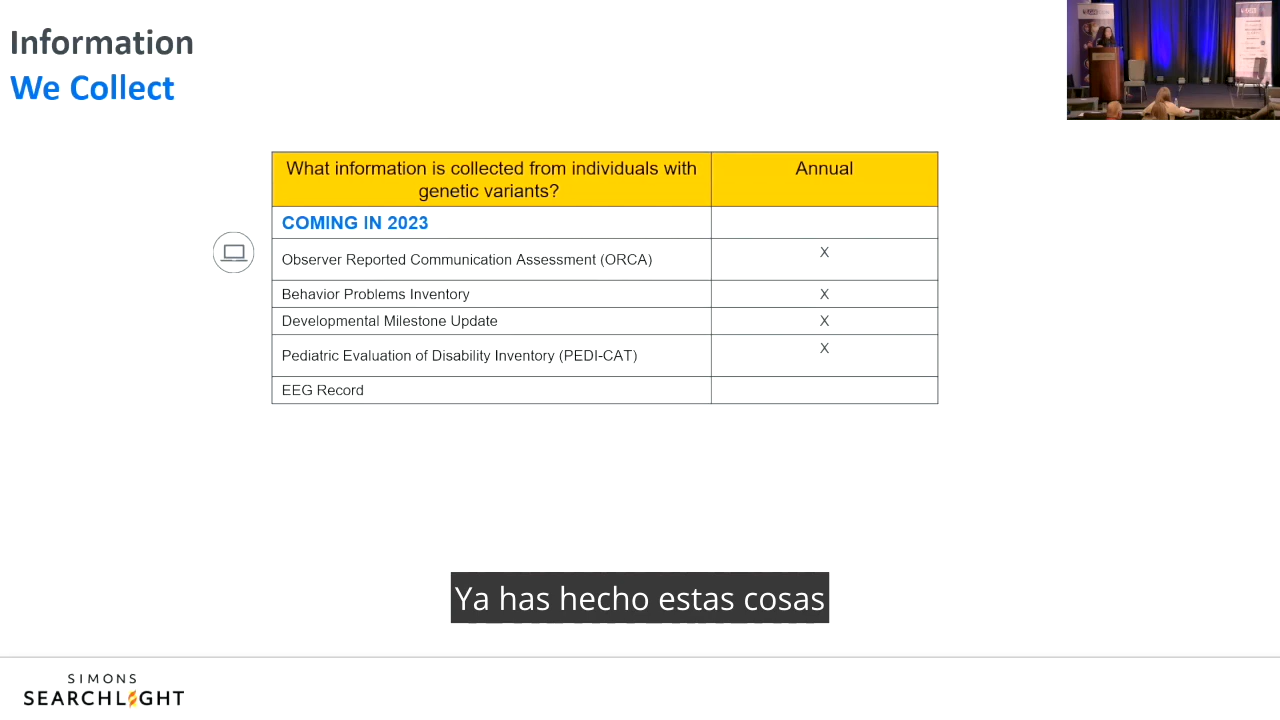 Information
We Collect
What information is collected from individuals with
genetic variants?
Annual
COMING IN 2023
Observer Reported Communication Assessment (ORCA)
X
Behavior Problems Inventory
X
Developmental Milestone Update
X
Pediatric Evaluation of Disability Inventory (PEDI-CAT)
X
EEG Record
Ya has hecho estas cosas
SIMONS
SEARCHLIGHT